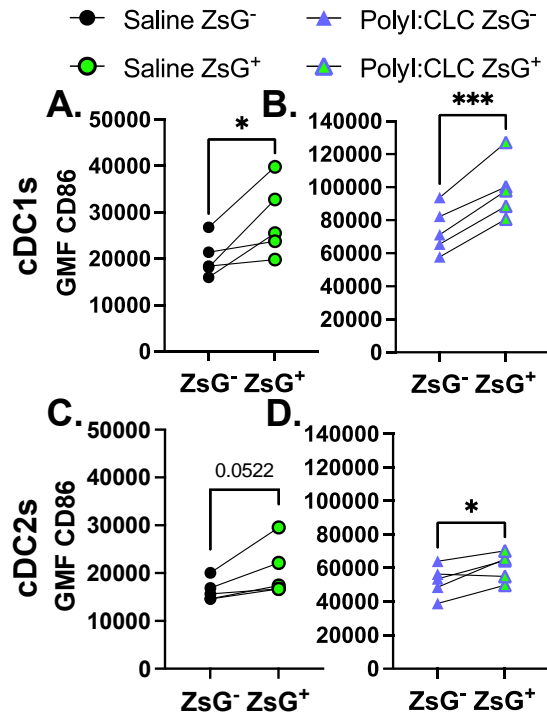 Saline ZsG⁻ PolyI:CLC ZsG⁻
Saline ZsG⁺ PolyI:CLC ZsG⁺
A.
cDC1s
GMF CD86
50000
40000
30000
20000
10000
0
*
ZsG⁻ ZsG⁺
B.
140000
120000
100000
80000
60000
40000
20000
0
***
ZsG⁻ ZsG⁺
C.
cDC2s
GMF CD86
50000
40000
30000
20000
10000
0
0.0522
ZsG⁻ ZsG⁺
D.
140000
120000
100000
80000
60000
40000
20000
0
*
ZsG⁻ ZsG⁺